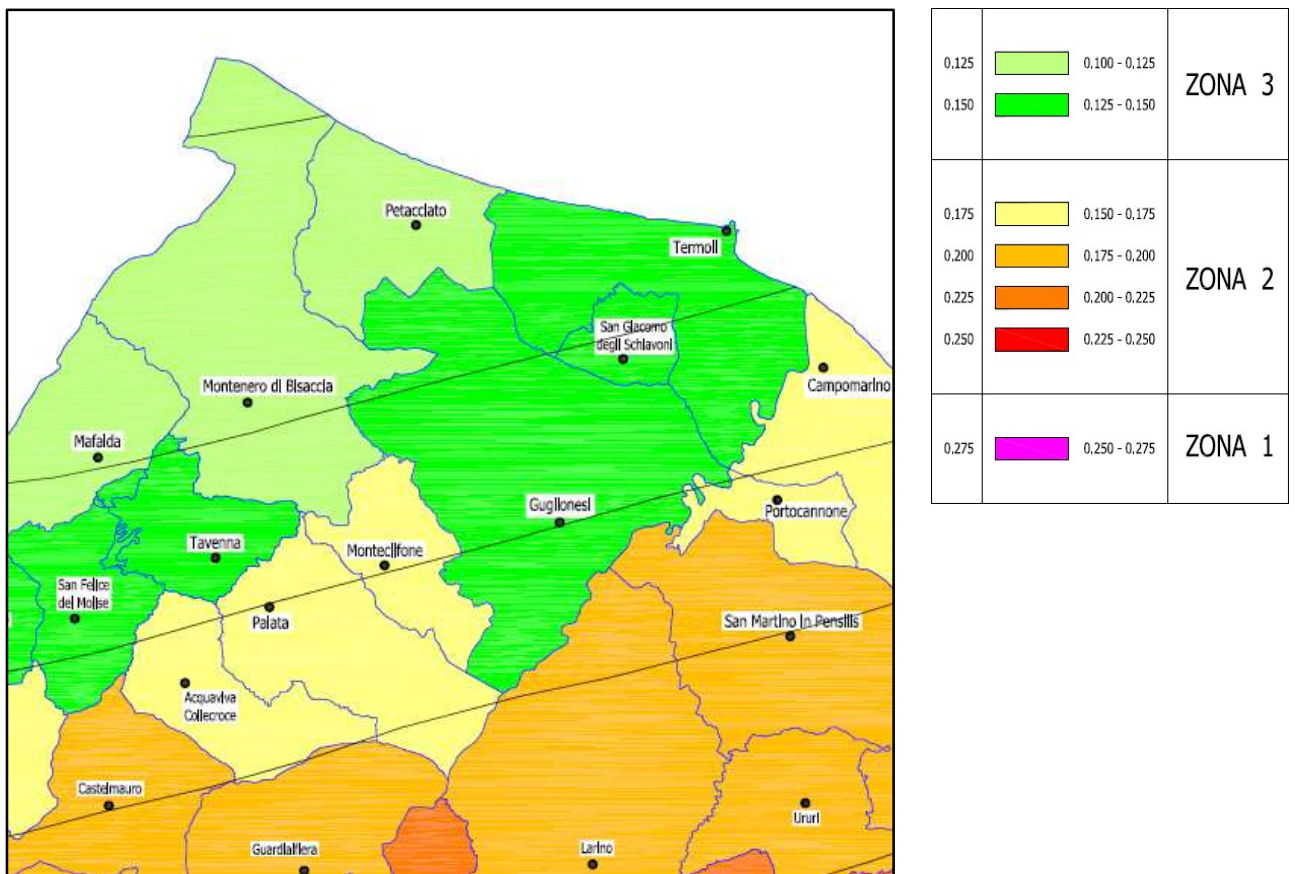 Petacciato
Termoli
San Giacomo
degli Schiavoni
Campomarino
Montenero di Bisaccia
Mafalda
Guglionesi
Portocannone
Tavenna
Montecilfone
San Felice
del Molise
Palata
San Martino in Pensilis
Acquaviva
Collecroce
Castelmauro
Ururi
Guardialfiera
Larino
0.125 0.100 - 0.125
0.150 0.125 - 0.150
ZONA 3
0.175 0.150 - 0.175
0.200 0.175 - 0.200
0.225 0.200 - 0.225
0.250 0.225 - 0.250
ZONA 2
0.275 0.250 - 0.275
ZONA 1